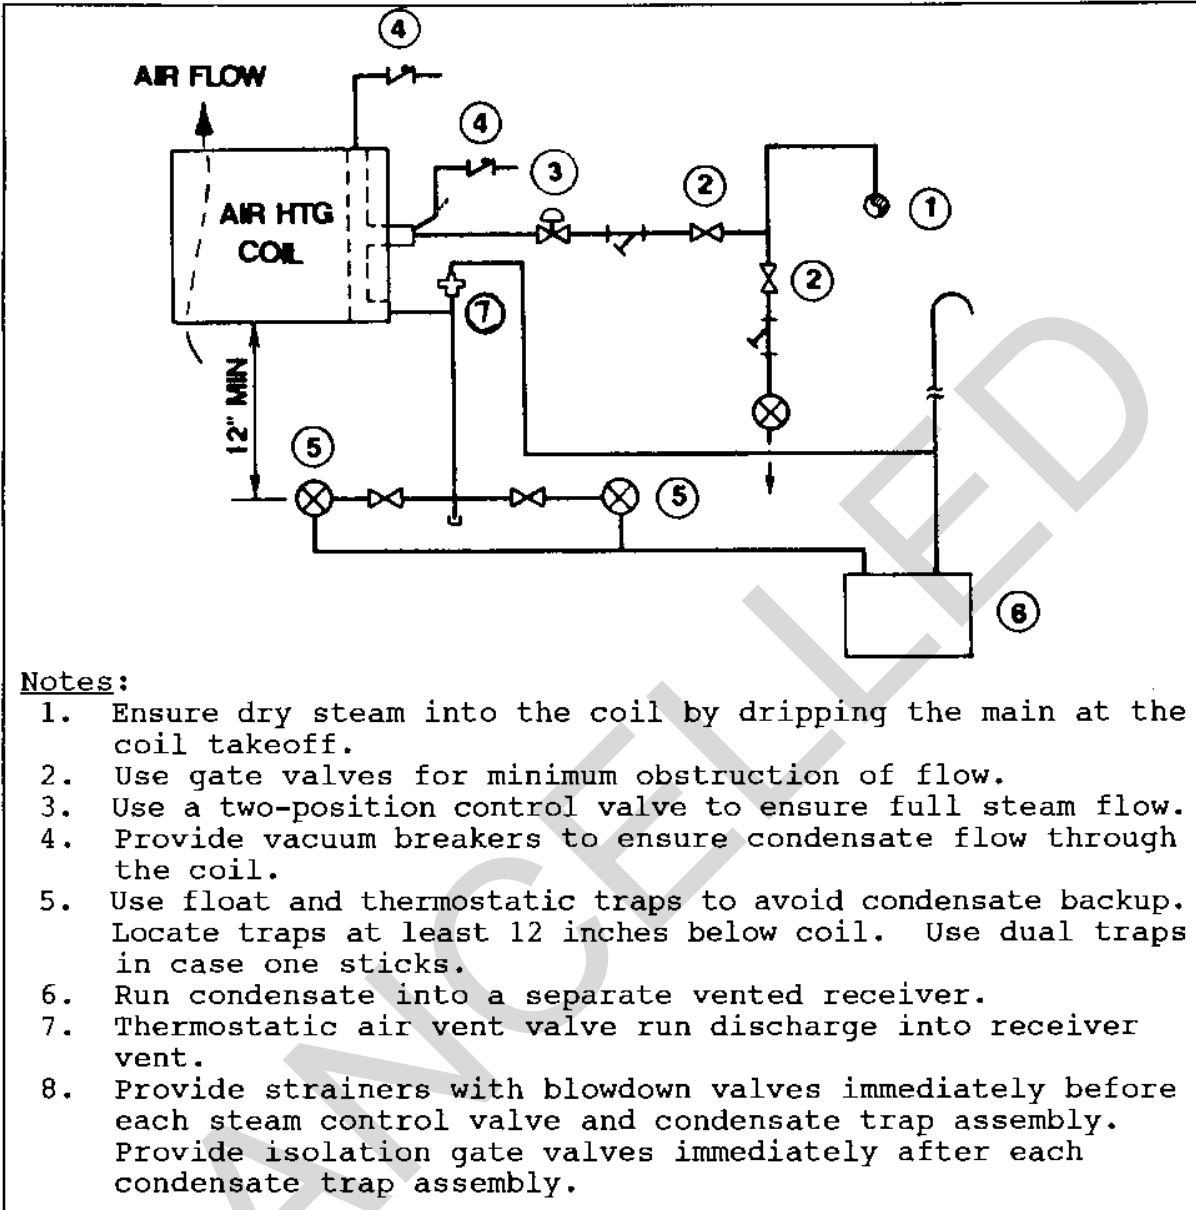 4
AIR FLOW
4
3
2
1
AIR HTG
COIL
2
7
12" MIN
5
5
6
Notes:
1. Ensure dry steam into the coil by dripping the main at the
coil takeoff.
2. Use gate valves for minimum obstruction of flow.
3. Use a two-position control valve to ensure full steam flow.
4. Provide vacuum breakers to ensure condensate flow through
the coil.
5. Use float and thermostatic traps to avoid condensate backup.
Locate traps at least 12 inches below coil. Use dual traps
in case one sticks.
6. Run condensate into a separate vented receiver.
7. Thermostatic air vent valve run discharge into receiver
vent.
8. Provide strainers with blowdown valves immediately before
each steam control valve and condensate trap assembly.
Provide isolation gate valves immediately after each
condensate trap assembly.
ANCELLED